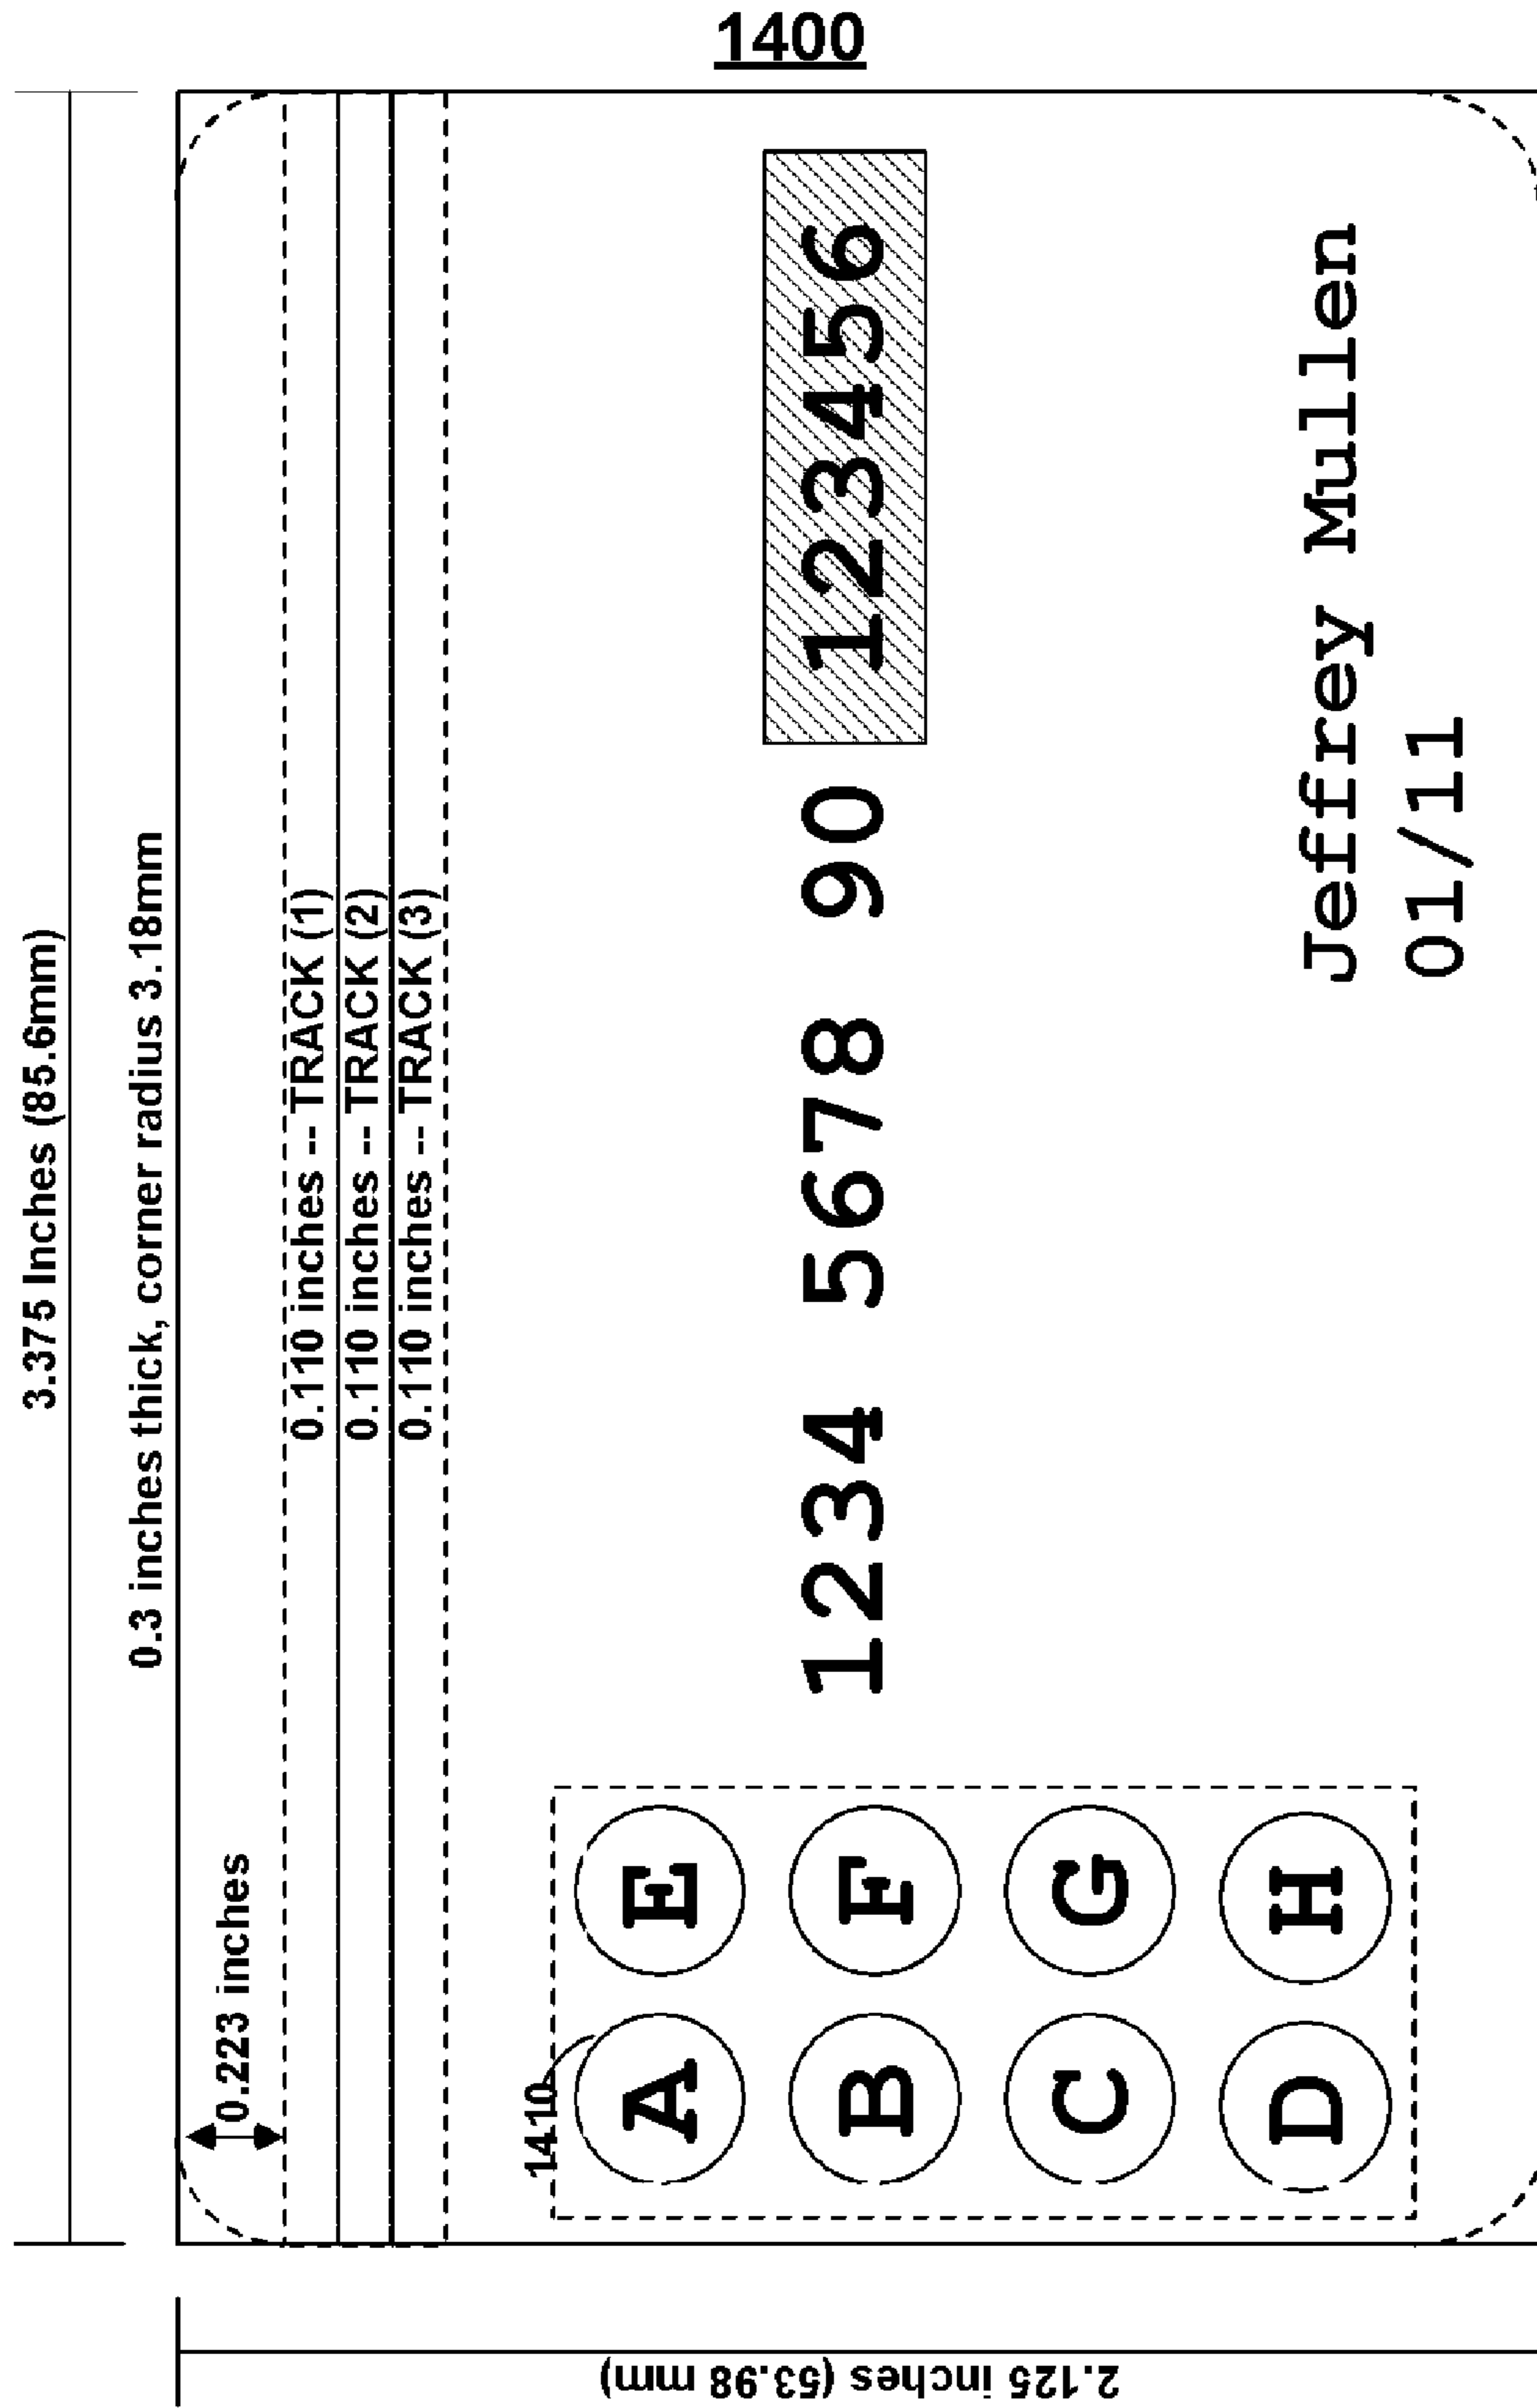 1400
3.375 Inches (85.6mm)
0.3 inches thick, corner radius 3.18mm
0.223 inches
0.110 inches -- TRACK (1)
0.110 inches -- TRACK (2)
0.110 inches -- TRACK (3)
1410
A E
B F
C G
D H
1234 5678 90 123456
Jeffrey Mullen
01/11
2.125 inches (53.98 mm)